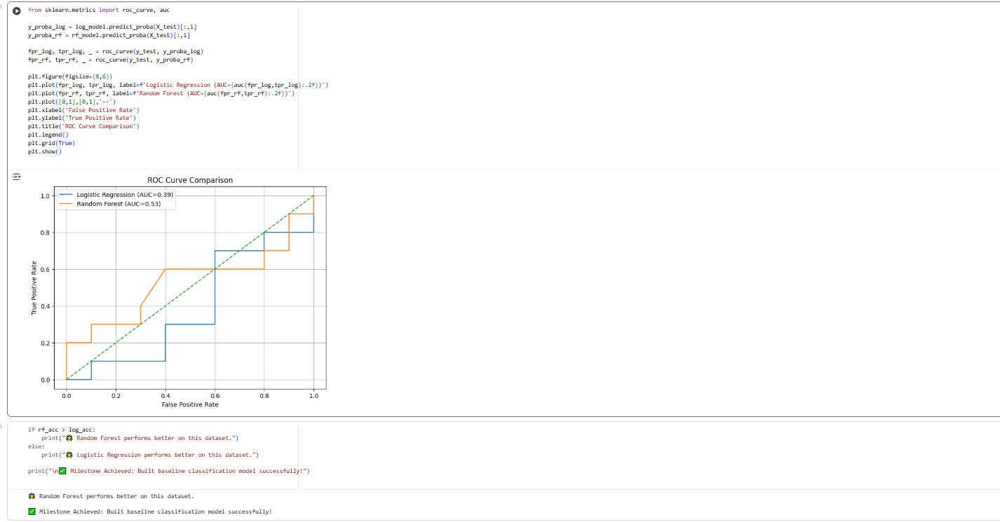 from sklearn.metrics import roc_curve, auc
y_proba_log = log_model.predict_proba(X_test)[:,1]
y_proba_rf = rf_model.predict_proba(X_test)[:,1]
fpr_log, tpr_log, _ = roc_curve(y_test, y_proba_log)
fpr_rf, tpr_rf, _ = roc_curve(y_test, y_proba_rf)
plt.figure(figsize=(8,6))
plt.plot(fpr_log, tpr_log, label=f'Logistic Regression (AUC={auc(fpr_log,tpr_log):.2f})')
plt.plot(fpr_rf, tpr_rf, label=f'Random Forest (AUC={auc(fpr_rf,tpr_rf):.2f})')
plt.plot([0,1],[0,1],'--')
plt.xlabel('False Positive Rate')
plt.ylabel('True Positive Rate')
plt.title('ROC Curve Comparison')
plt.legend()
plt.grid(True)
plt.show()
ROC Curve Comparison
Logistic Regression (AUC=0.39)
Random Forest (AUC=0.53)
1.0
0.8
0.6
0.4
0.2
0.0
True Positive Rate
0.0 0.2 0.4 0.6 0.8 1.0
False Positive Rate
if rf_acc > log_acc:
    print("💥 Random Forest performs better on this dataset.")
else:
    print("💥 Logistic Regression performs better on this dataset.")
print("\n✅ Milestone Achieved: Built baseline classification model successfully!")
💥 Random Forest performs better on this dataset.
✅ Milestone Achieved: Built baseline classification model successfully!